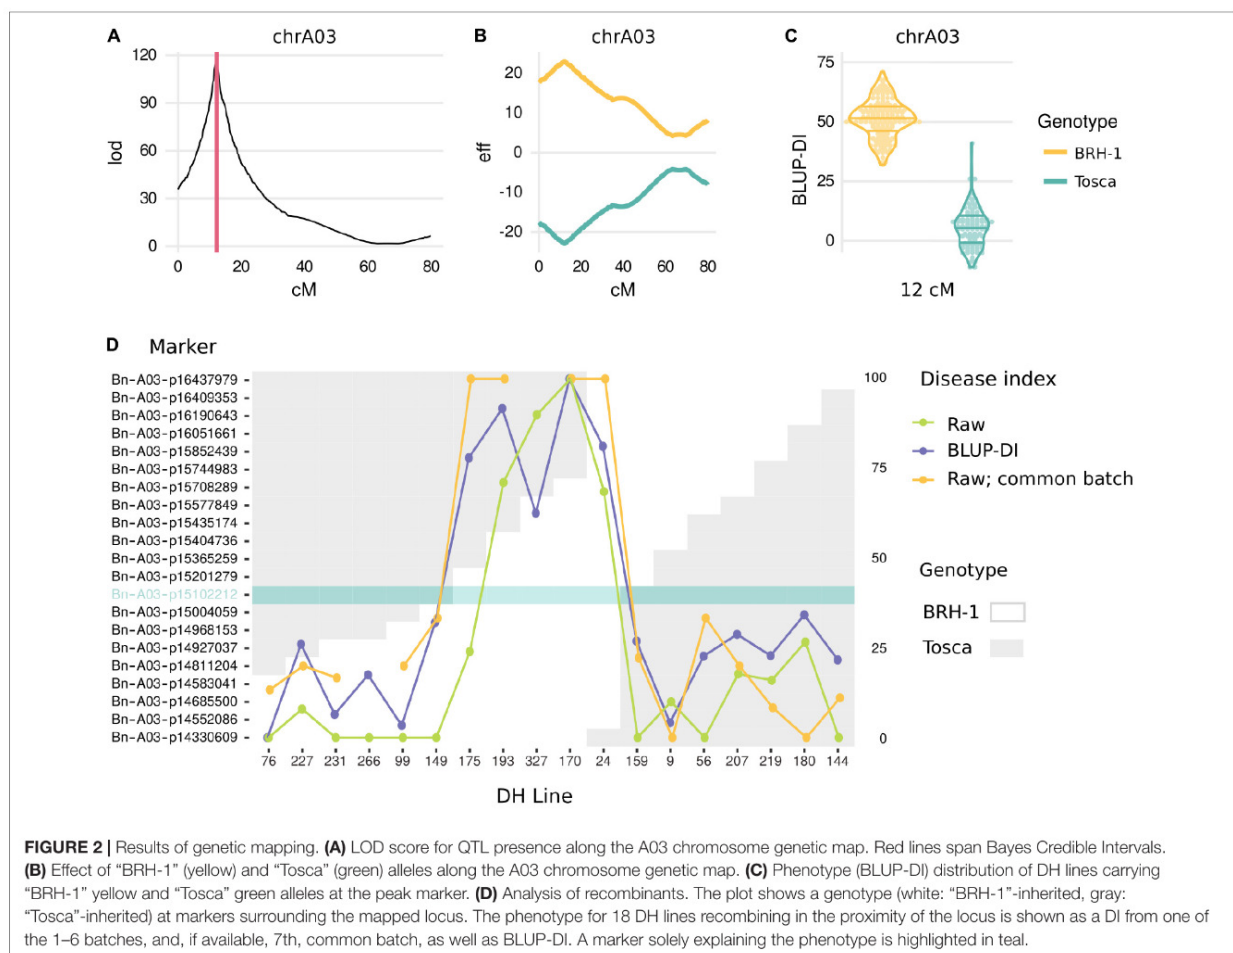 A
chrA03
120
90
60
30
0
lod
0
20
40
60
80
cM
B
chrA03
20
10
0
-10
-20
eff
0
20
40
60
80
cM
C
chrA03
75
50
25
0
BLUP-DI
12 cM
Genotype
BRH-1
Tosca
D
Marker
Bn-A03-p16437979
Bn-A03-p16409353
Bn-A03-p16190643
Bn-A03-p16051661
Bn-A03-p15852439
Bn-A03-p15744983
Bn-A03-p15708289
Bn-A03-p15577849
Bn-A03-p15435174
Bn-A03-p15404736
Bn-A03-p15365259
Bn-A03-p15201279
Bn-A03-p15102212
Bn-A03-p15004059
Bn-A03-p14968153
Bn-A03-p14927037
Bn-A03-p14811204
Bn-A03-p14583041
Bn-A03-p14685500
Bn-A03-p14552086
Bn-A03-p14330609
76 227 231 266 99 149 175 193 327 170 24 159 9 56 207 219 180 144
DH Line
100
75
50
25
0
Disease index
Raw
BLUP-DI
Raw; common batch
Genotype
BRH-1
Tosca
FIGURE 2 | Results of genetic mapping. (A) LOD score for QTL presence along the A03 chromosome genetic map. Red lines span Bayes Credible Intervals.
(B) Effect of “BRH-1” (yellow) and “Tosca” (green) alleles along the A03 chromosome genetic map. (C) Phenotype (BLUP-DI) distribution of DH lines carrying
“BRH-1” yellow and “Tosca” green alleles at the peak marker. (D) Analysis of recombinants. The plot shows a genotype (white: “BRH-1”-inherited, gray:
“Tosca”-inherited) at markers surrounding the mapped locus. The phenotype for 18 DH lines recombining in the proximity of the locus is shown as a DI from one of
the 1–6 batches, and, if available, 7th, common batch, as well as BLUP-DI. A marker solely explaining the phenotype is highlighted in teal.